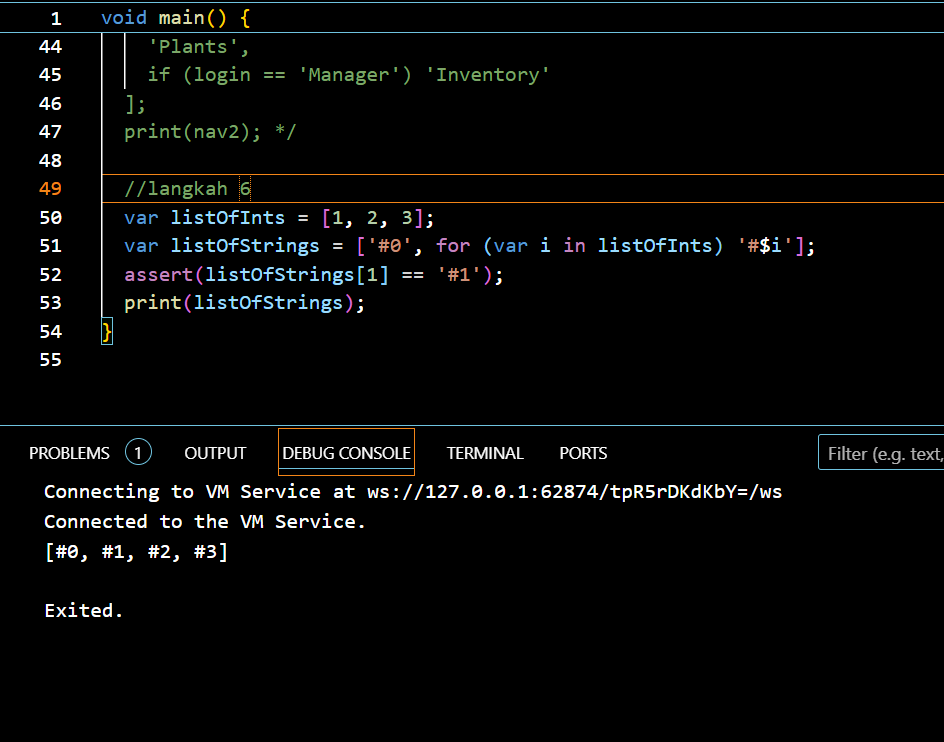 1 void main() {
44 'Plants',
45 if (login == 'Manager') 'Inventory'
46 ];
47 print(nav2); */
48
49 //langkah 6
50 var listOfInts = [1, 2, 3];
51 var listOfStrings = ['#0', for (var i in listOfInts) '#$i'];
52 assert(listOfStrings[1] == '#1');
53 print(listOfStrings);
54 }
55
PROBLEMS 1 OUTPUT DEBUG CONSOLE TERMINAL PORTS Filter (e.g. text,
Connecting to VM Service at ws://127.0.0.1:62874/tpR5rDKdKbY=/ws
Connected to the VM Service.
[#0, #1, #2, #3]
Exited.